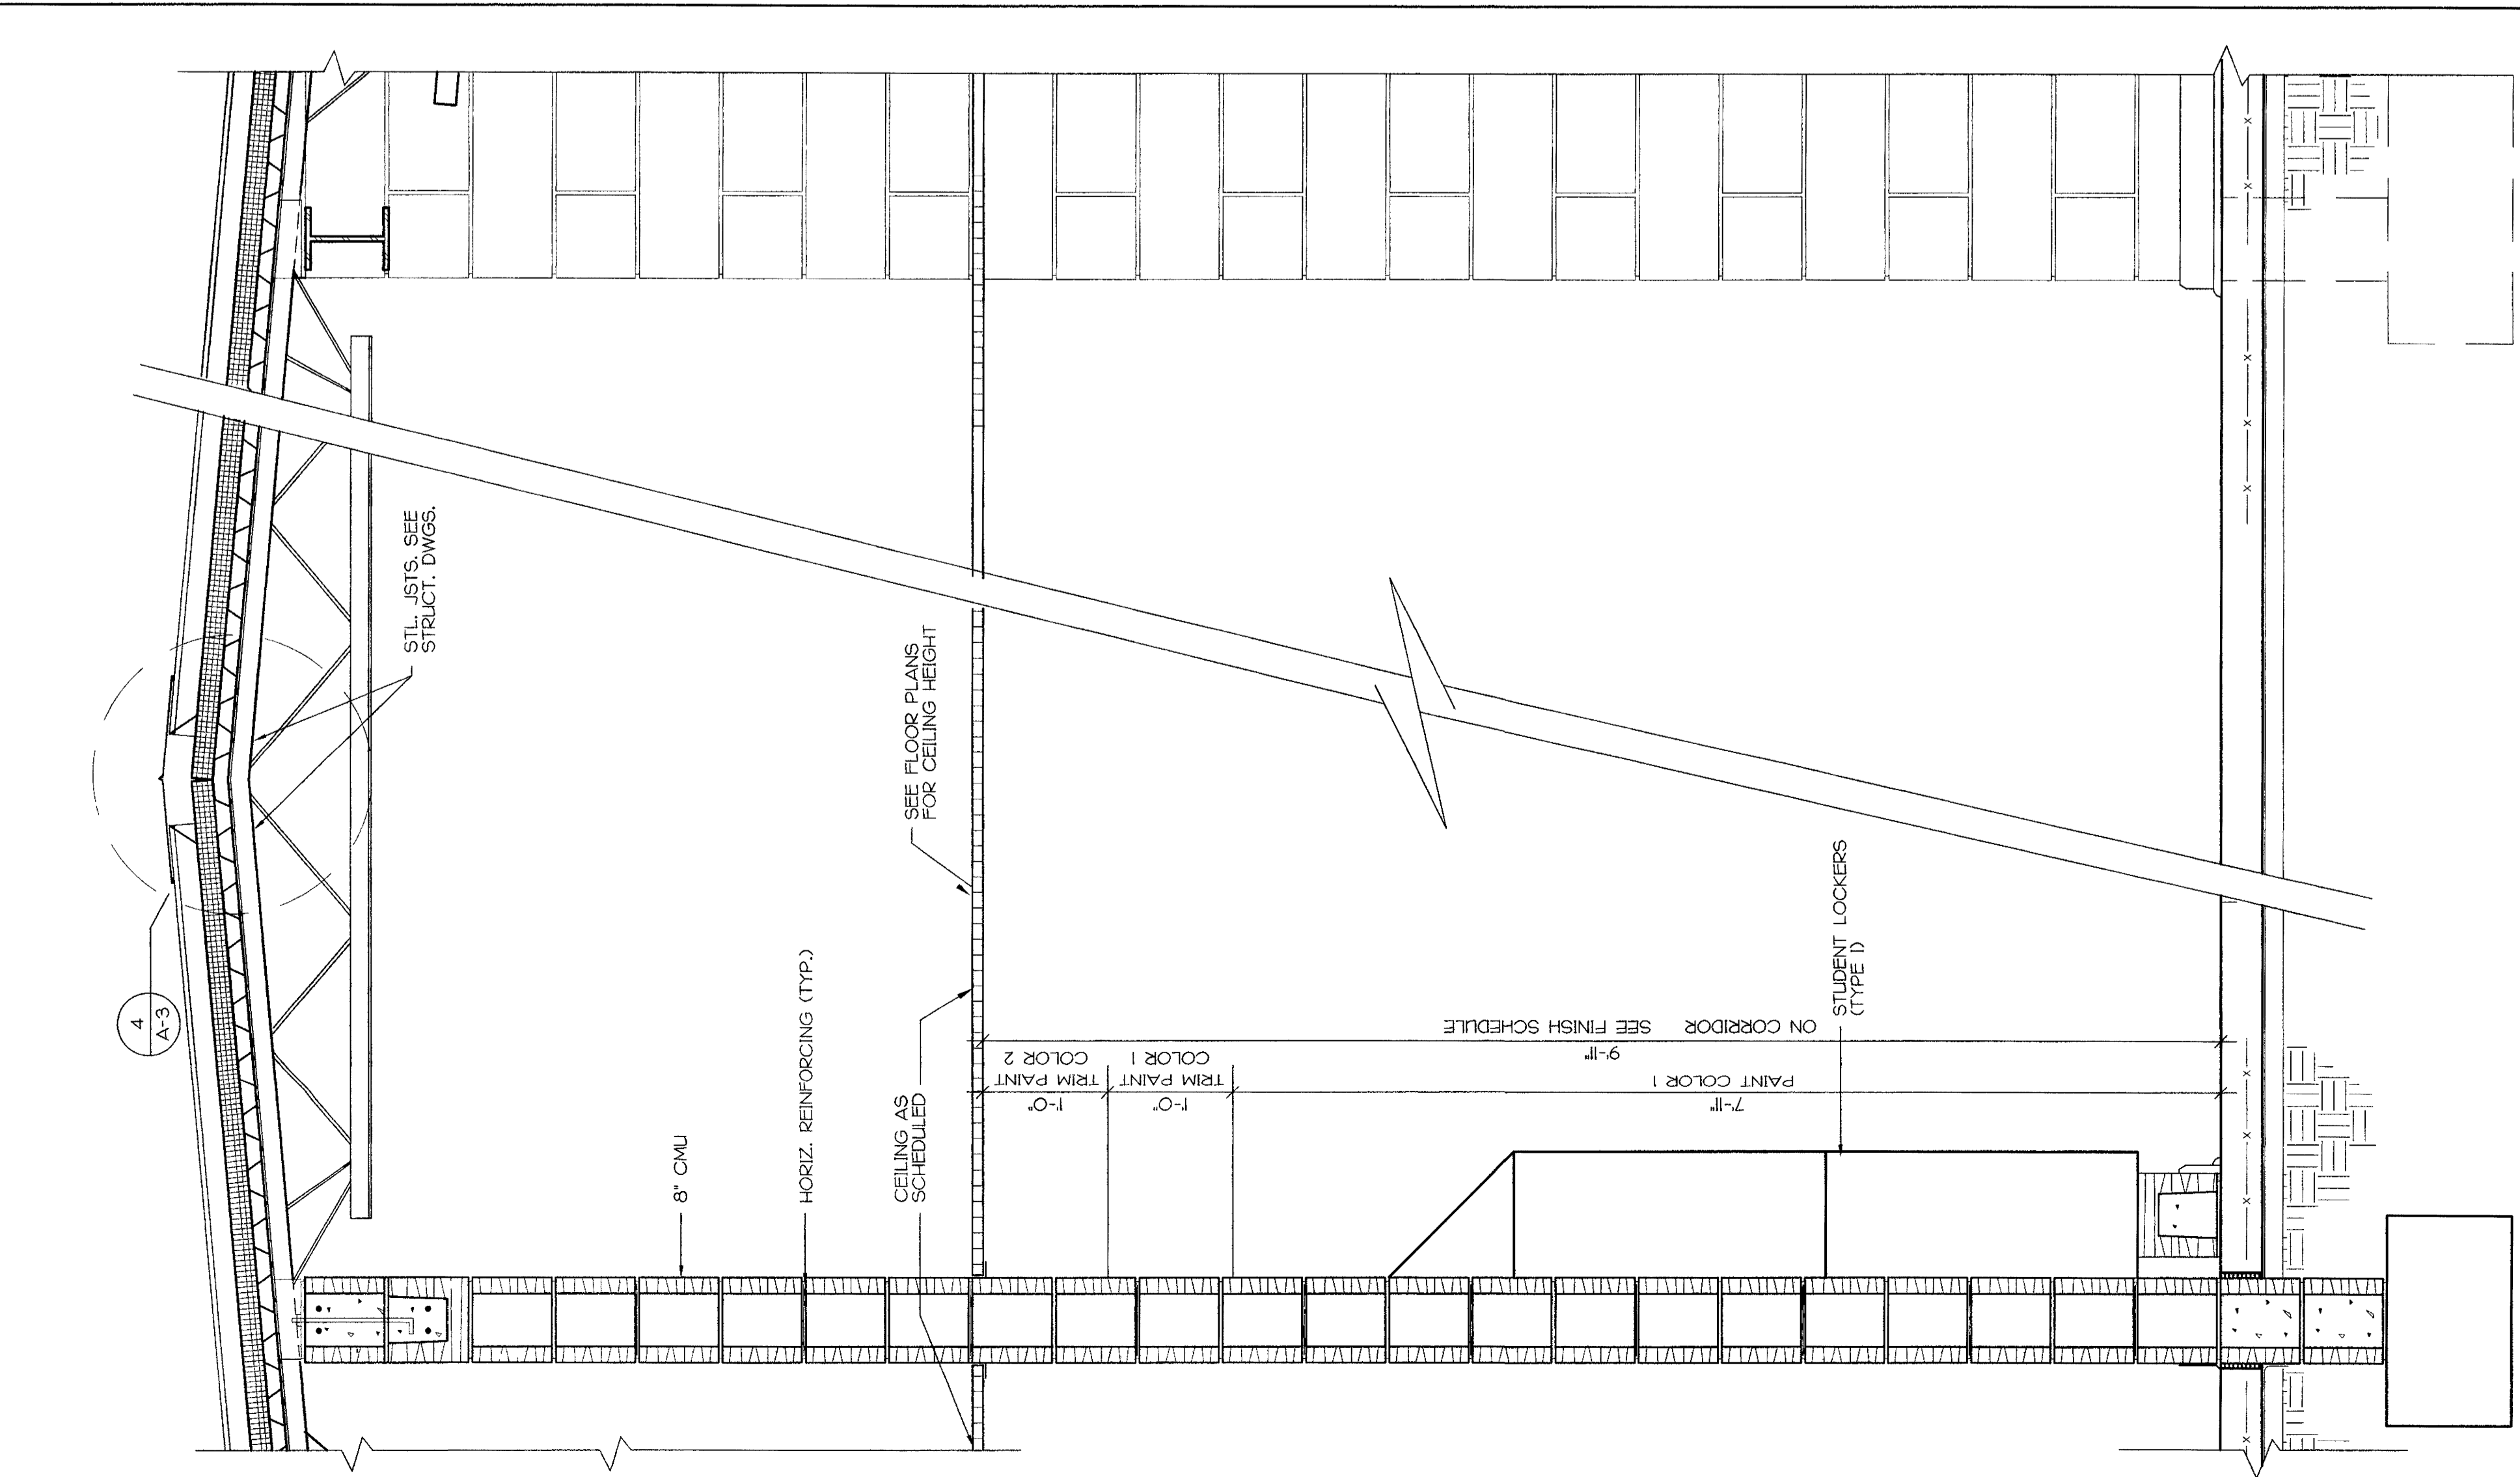 4
A-3
STL. JSTS. SEE
STRUCT. DWGS.
8" CMU
HORIZ. REINFORCING (TYP.)
CEILING AS
SCHEDULED
SEE FLOOR PLANS
FOR CEILING HEIGHT
TRIM PAINT
COLOR 2
1'-0"
TRIM PAINT
COLOR 1
1'-0"
ON CORRIDOR SEE FINISH SCHEDULE
9'-11"
PAINT COLOR 1
7'-11"
STUDENT LOCKERS
(TYPE 1)